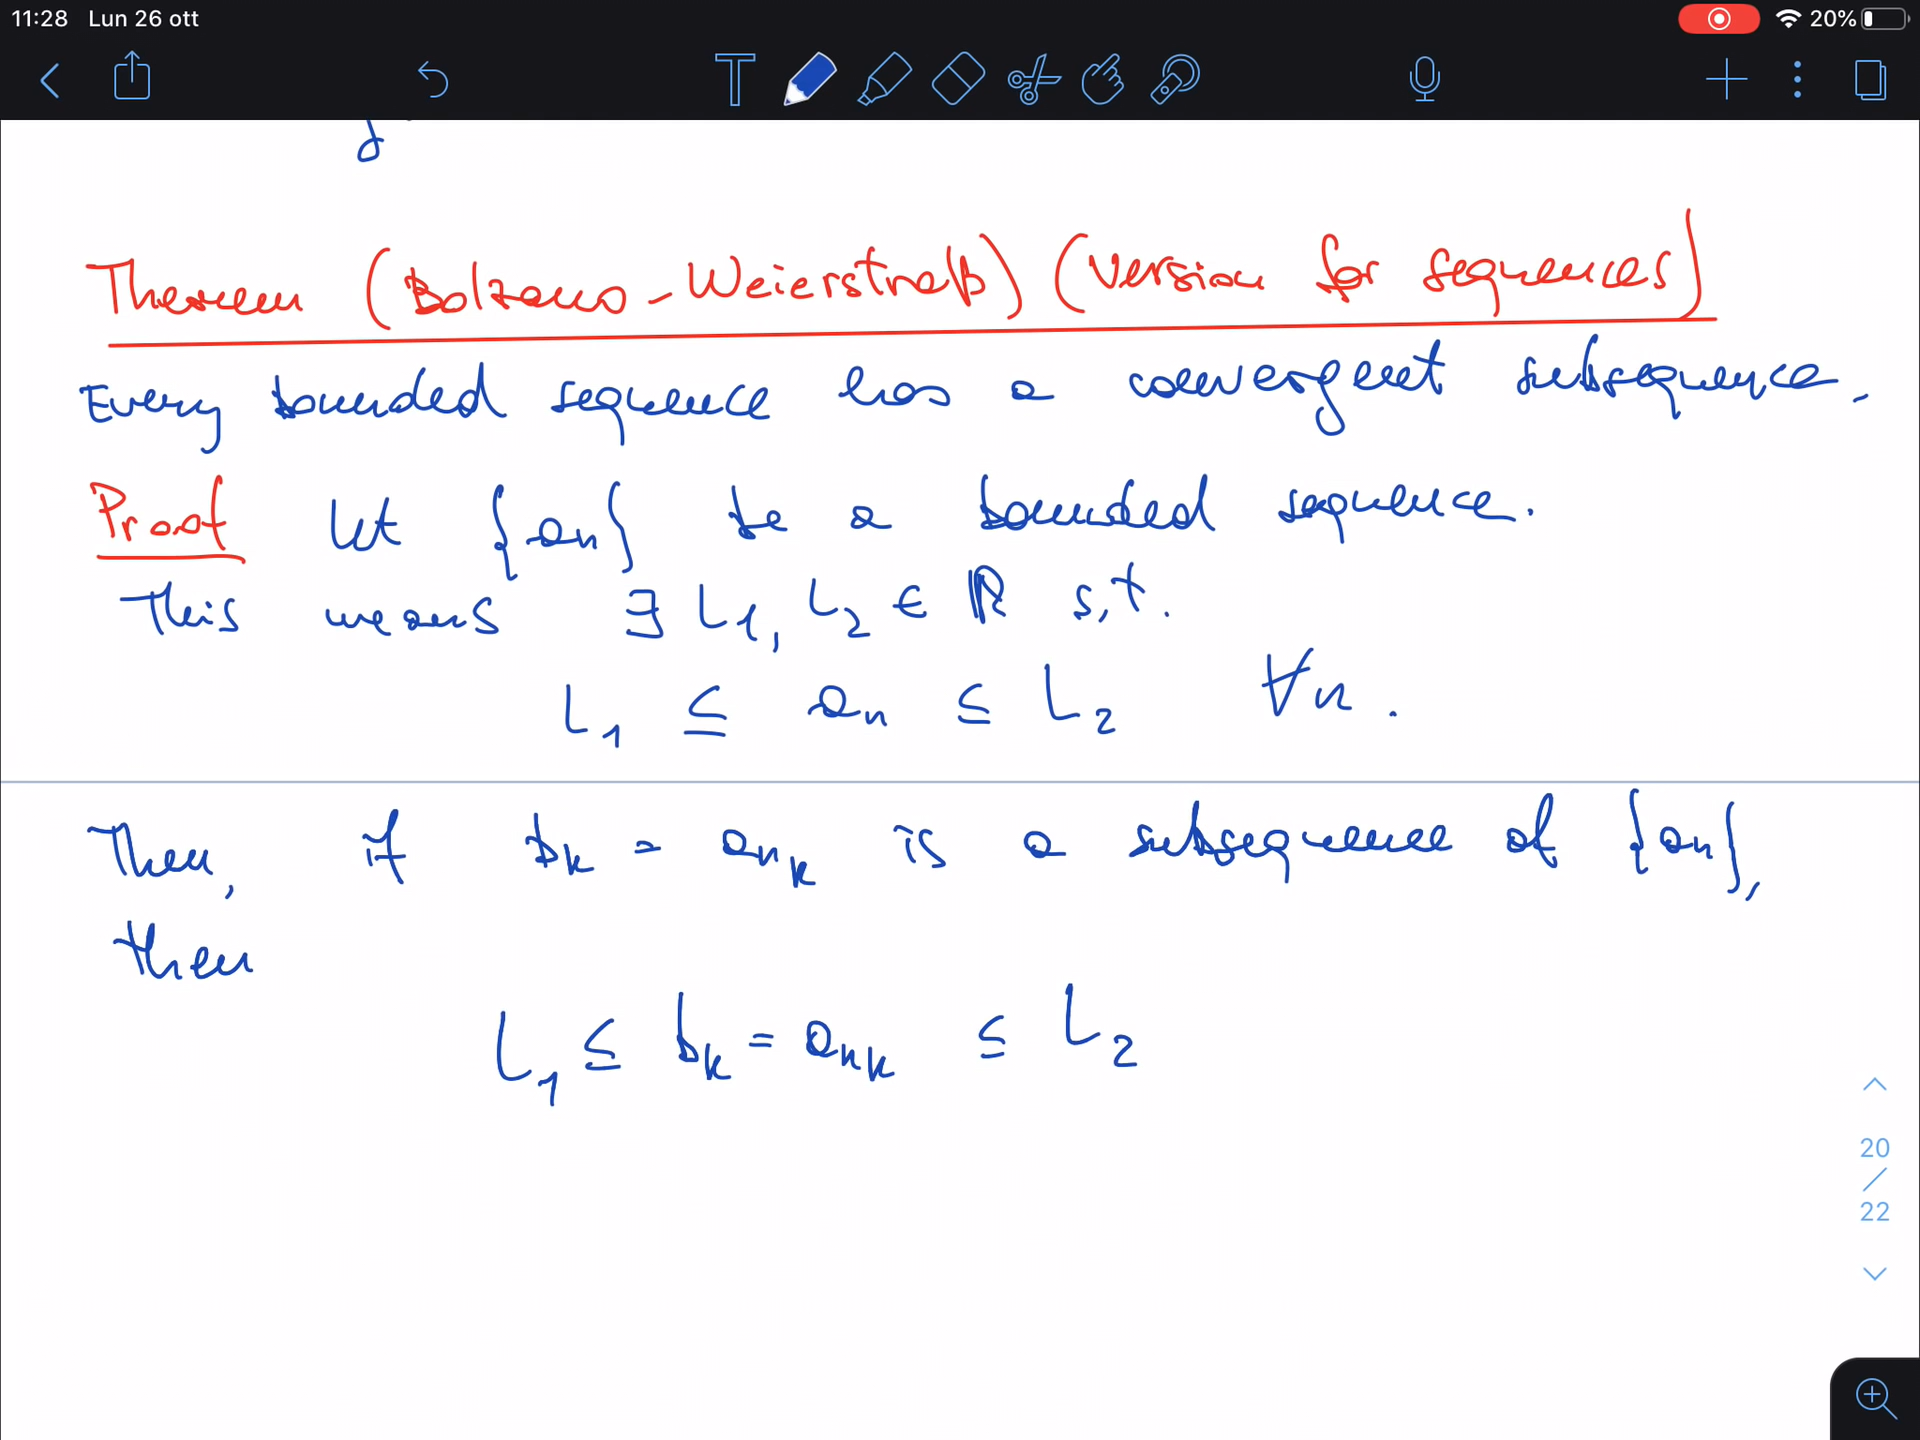 11:28 Lun 26 ott 20%
Theorem (Bolzano-Weierstraß) (version for sequences)
Every bounded sequence has a convergent subsequence.
Proof Let {an} be a bounded sequence.
This means ∃ L1, L2 ∈ ℝ s.t.
L1 ≤ an ≤ L2 ∀n.
Then, if bk = ank is a subsequence of {an},
then
L1 ≤ bk = ank ≤ L2
20
/
22